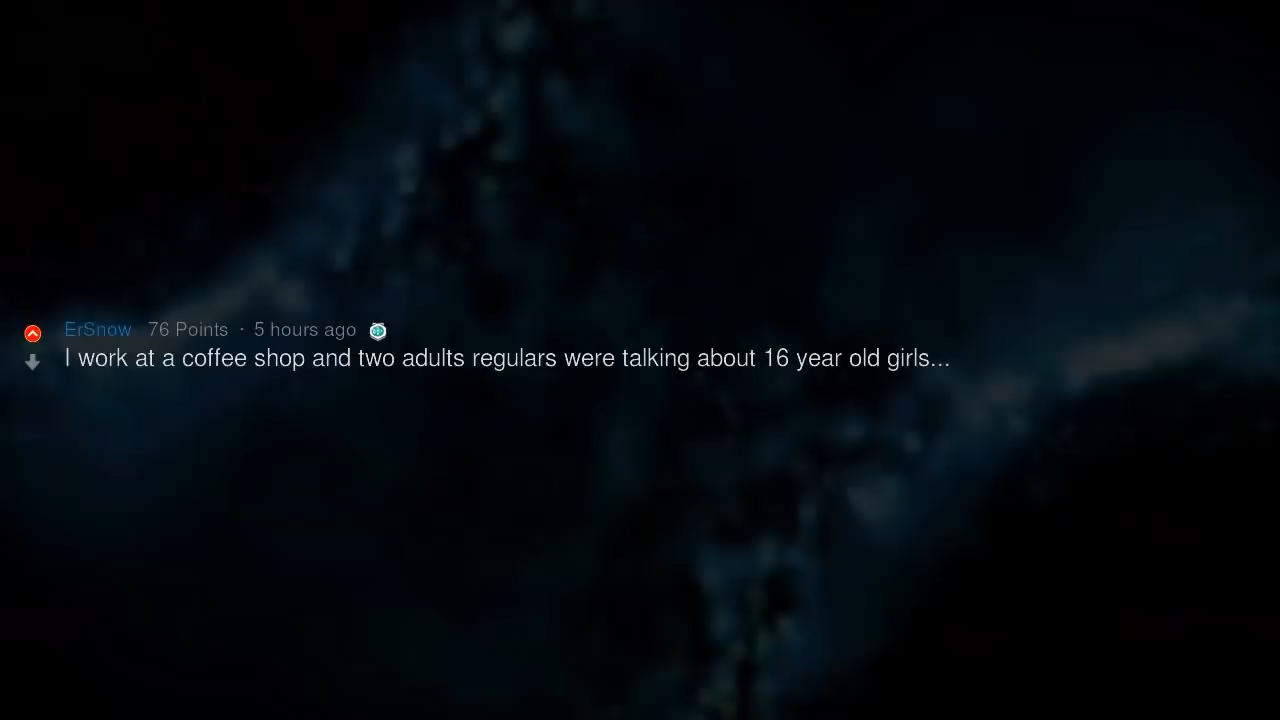 ErSnow 76 Points · 5 hours ago
I work at a coffee shop and two adults regulars were talking about 16 year old girls...